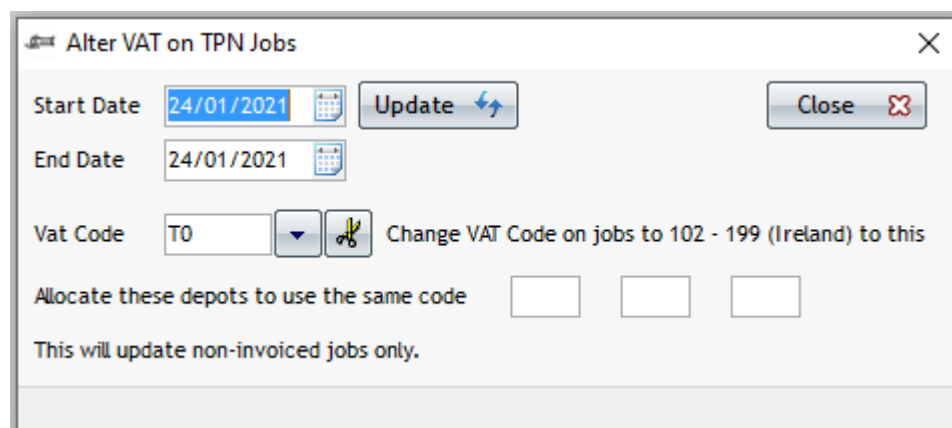 Alter VAT on TPN Jobs
Start Date 24/01/2021 Update Close
End Date 24/01/2021
Vat Code T0 Change VAT Code on jobs to 102 - 199 (Ireland) to this
Allocate these depots to use the same code
This will update non-invoiced jobs only.